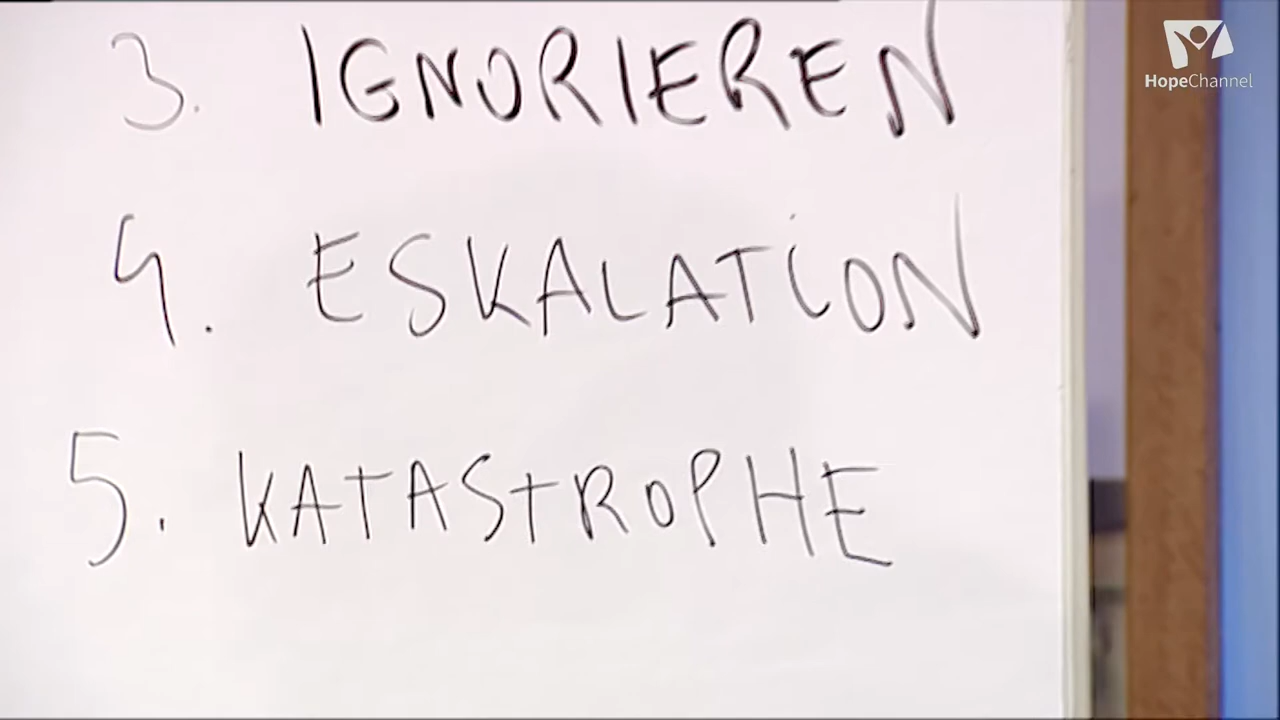 3. IGNORIEREN
HopeChannel
4. ESKALATION
5. KATASTROPHE